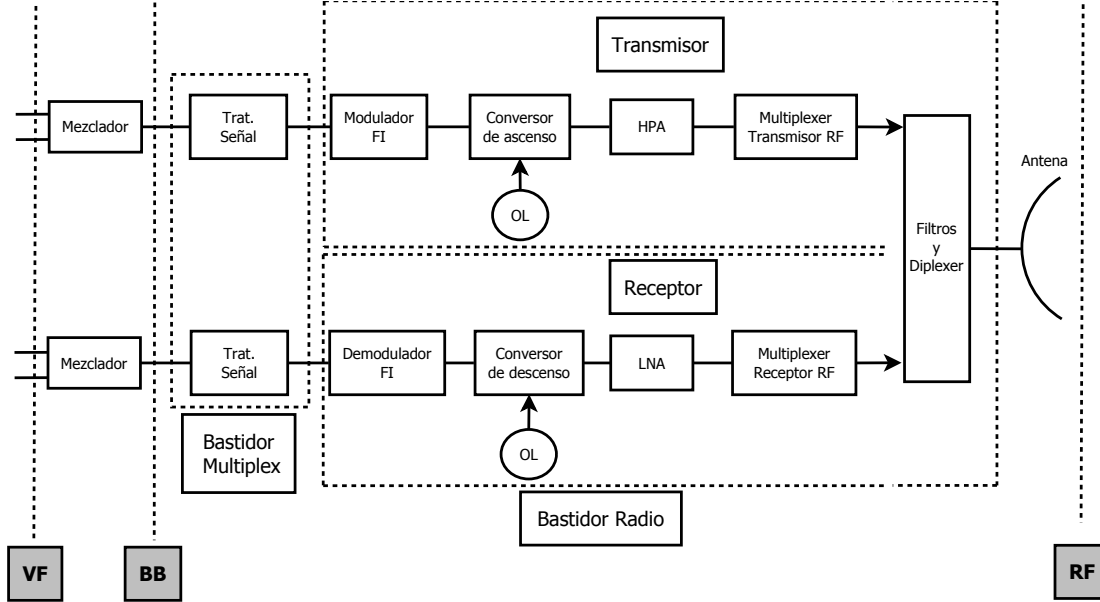 Transmisor
Mezclador
Trat.
Señal
Modulador
FI
Conversor
de ascenso
HPA
Multiplexer
Transmisor RF
OL
Antena
Filtros
y
Diplexer
Receptor
Mezclador
Trat.
Señal
Demodulador
FI
Conversor
de descenso
LNA
Multiplexer
Receptor RF
OL
Bastidor
Multiplex
Bastidor Radio
VF
BB
RF